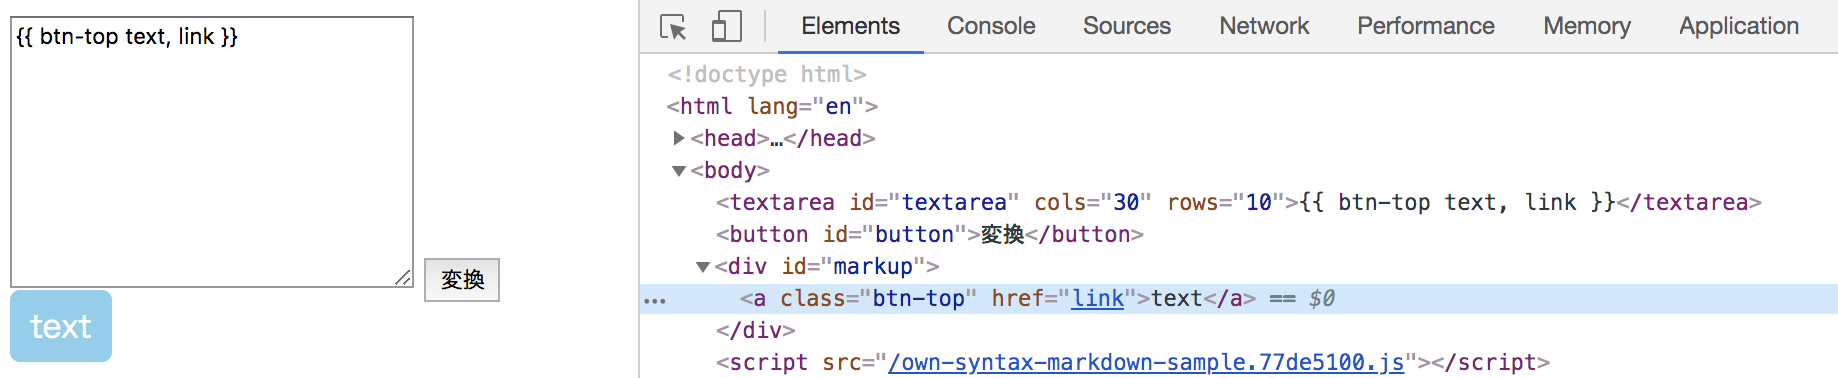 {{ btn-top text, link }}
変換
text
Elements Console Sources Network Performance Memory Application
<!doctype html>
<html lang="en">
<head>…</head>
<body>
<textarea id="textarea" cols="30" rows="10">{{ btn-top text, link }}</textarea>
<button id="button">変換</button>
<div id="markup">
… <a class="btn-top" href="link">text</a> == $0
</div>
<script src="/own-syntax-markdown-sample.77de5100.js"></script>